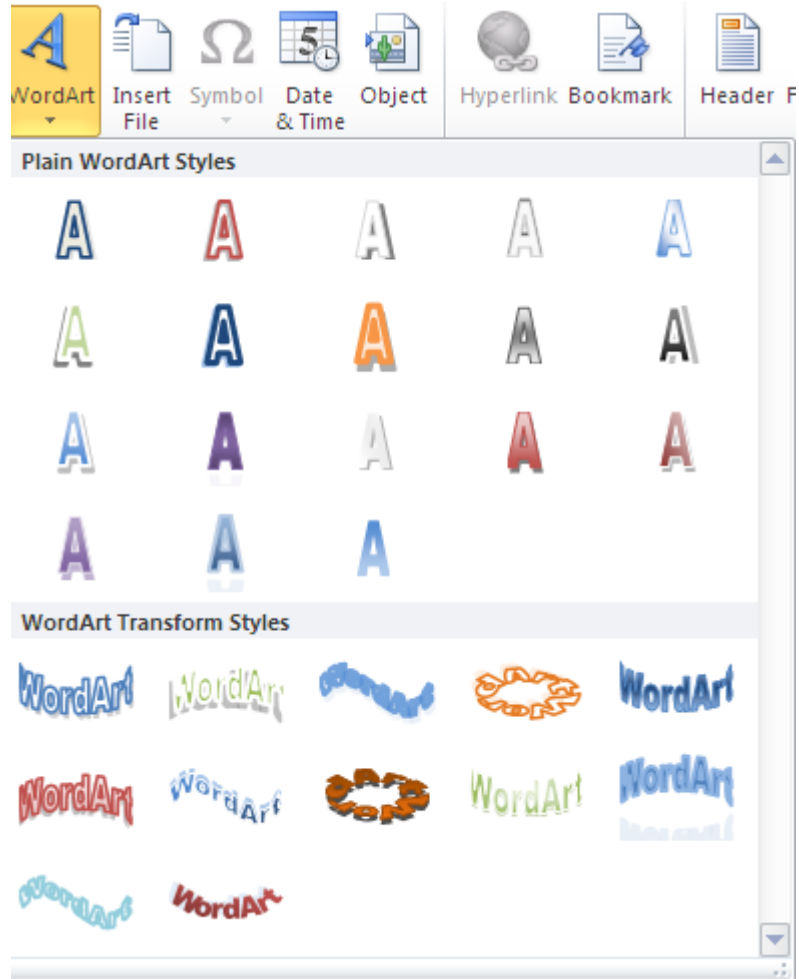 WordArt Insert File Symbol Date & Time Object Hyperlink Bookmark Header F
Plain WordArt Styles
A A A A A
A A A A A
A A A A A
A A A
WordArt Transform Styles
WordArt WordArt WordArt WordArt WordArt
WordArt WordArt WordArt WordArt WordArt
WordArt WordArt